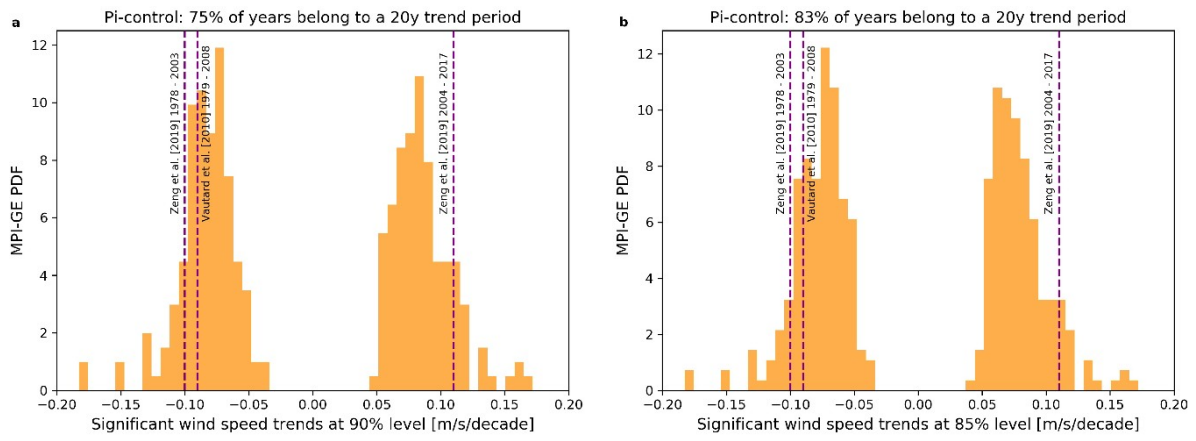 a
Pi-control: 75% of years belong to a 20y trend period
12
10
8
6
4
2
0
MPI-GE PDF
Zeng et al. [2019] 1978 - 2003
Vautard et al. [2010] 1979 - 2008
Zeng et al. [2019] 2004 - 2017
−0.20 −0.15 −0.10 −0.05 0.00 0.05 0.10 0.15 0.20
Significant wind speed trends at 90% level [m/s/decade]
b
Pi-control: 83% of years belong to a 20y trend period
12
10
8
6
4
2
0
MPI-GE PDF
Zeng et al. [2019] 1978 - 2003
Vautard et al. [2010] 1979 - 2008
Zeng et al. [2019] 2004 - 2017
−0.20 −0.15 −0.10 −0.05 0.00 0.05 0.10 0.15 0.20
Significant wind speed trends at 85% level [m/s/decade]